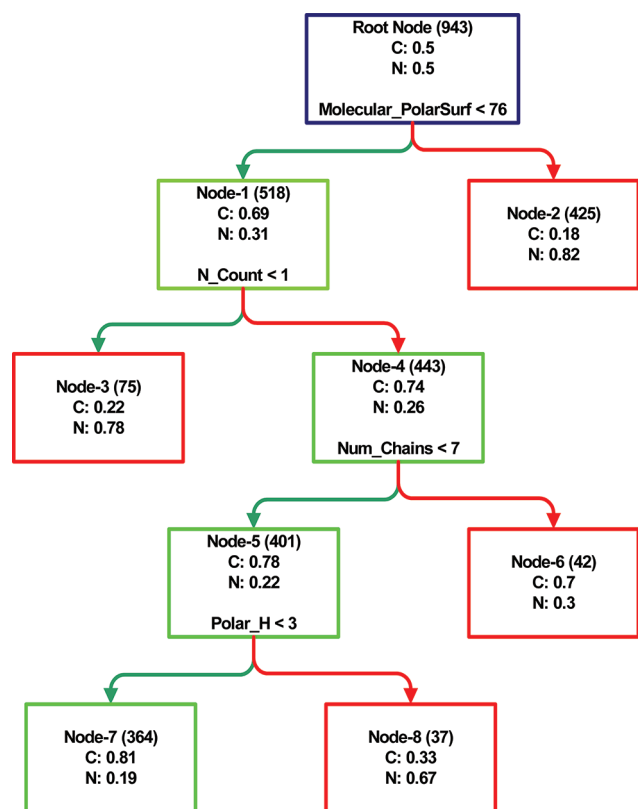 Root Node (943)
C: 0.5
N: 0.5
Molecular_PolarSurf < 76
Node-1 (518)
C: 0.69
N: 0.31
N_Count < 1
Node-2 (425)
C: 0.18
N: 0.82
Node-3 (75)
C: 0.22
N: 0.78
Node-4 (443)
C: 0.74
N: 0.26
Num_Chains < 7
Node-5 (401)
C: 0.78
N: 0.22
Polar_H < 3
Node-6 (42)
C: 0.7
N: 0.3
Node-7 (364)
C: 0.81
N: 0.19
Node-8 (37)
C: 0.33
N: 0.67